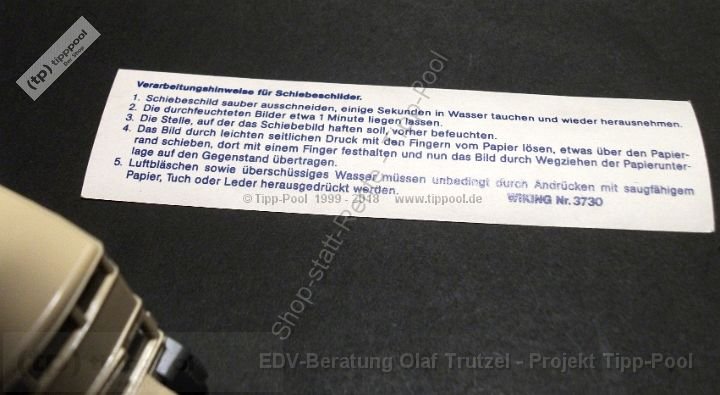 (tp) tipppool
Der Shop
Verarbeitungshinweise für Schiebeschilder.
1. Schiebeschild sauber ausschneiden, einige Sekunden in Wasser tauchen und wieder herausnehmen.
2. Die durchfeuchteten Bilder etwa 1 Minute liegen lassen.
3. Die Stelle, auf der das Schiebebild haften soll, vorher befeuchten.
4. Das Bild durch leichten seitlichen Druck mit den Fingern vom Papier lösen, etwas über den Papier-
rand schieben, dort mit einem Finger festhalten und nun das Bild durch Wegziehen der Papierunter-
lage auf den Gegenstand übertragen.
5. Luftbläschen sowie überschüssiges Wasser müssen unbedingt durch Andrücken mit saugfähigem
Papier, Tuch oder Leder herausgedrückt werden.
WIKING Nr. 3730
© Tipp-Pool 1999 - 2018 www.tippool.de
(tp) tipppool
EDV-Beratung Olaf Trutzel - Projekt Tipp-Pool